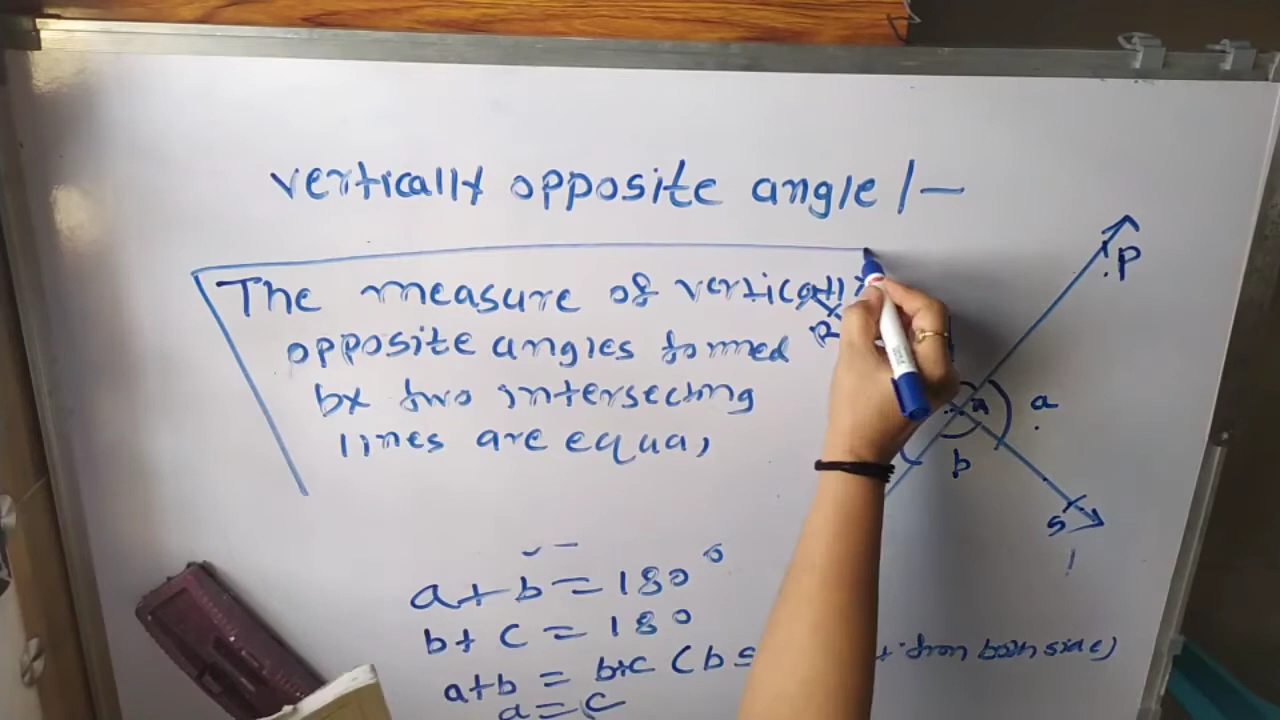 vertically opposite angle /-
The measure of vertically
opposite angles formed
by two intersecting
lines are equal,
P
R
a
b
S
a+b=180°
b+c=180
a+b = b+c (b
from both side)
a=c